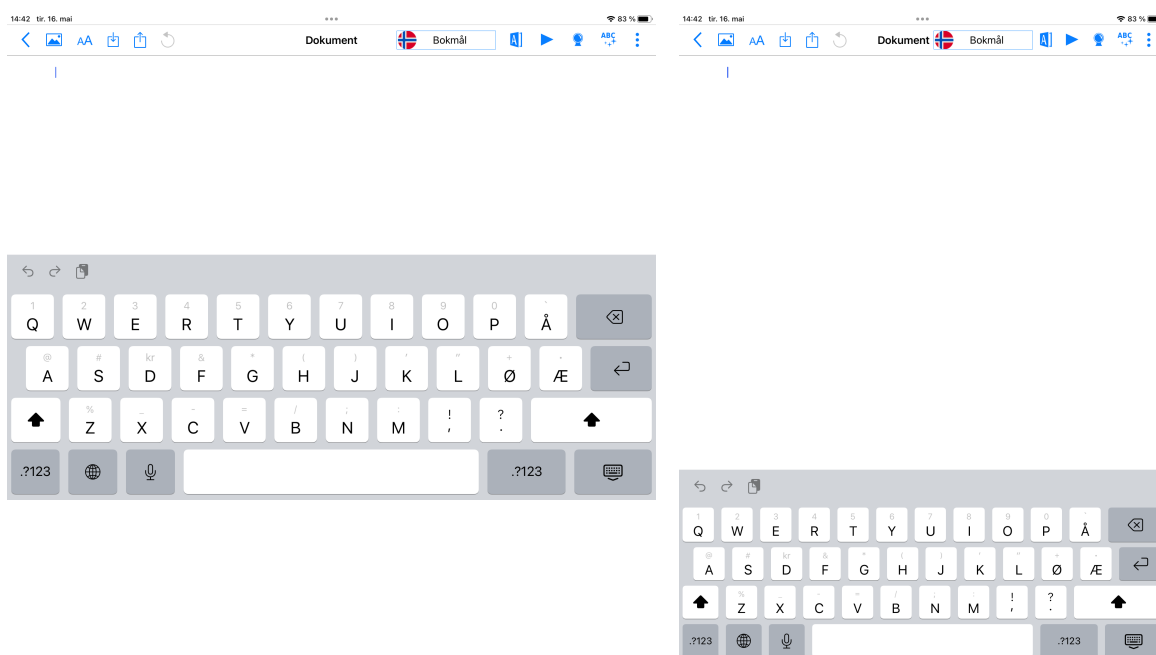 14:42 tir. 16. mai
83 %
AA
Dokument
Bokmål
A
ABC
1 2 3 4 5 6 7 8 9 0 `
Q W E R T Y U I O P Å
@ # kr & * ( ) ' " + ·
A S D F G H J K L Ø Æ
% _ - = / ; :
Z X C V B N M ! , ? .
.?123
.?123
14:42 tir. 16. mai
83 %
AA
Dokument
Bokmål
A
ABC
1 2 3 4 5 6 7 8 9 0 `
Q W E R T Y U I O P Å
@ # kr & * ( ) ' " + ·
A S D F G H J K L Ø Æ
% _ - = / ; :
Z X C V B N M ! , ? .
.?123
.?123